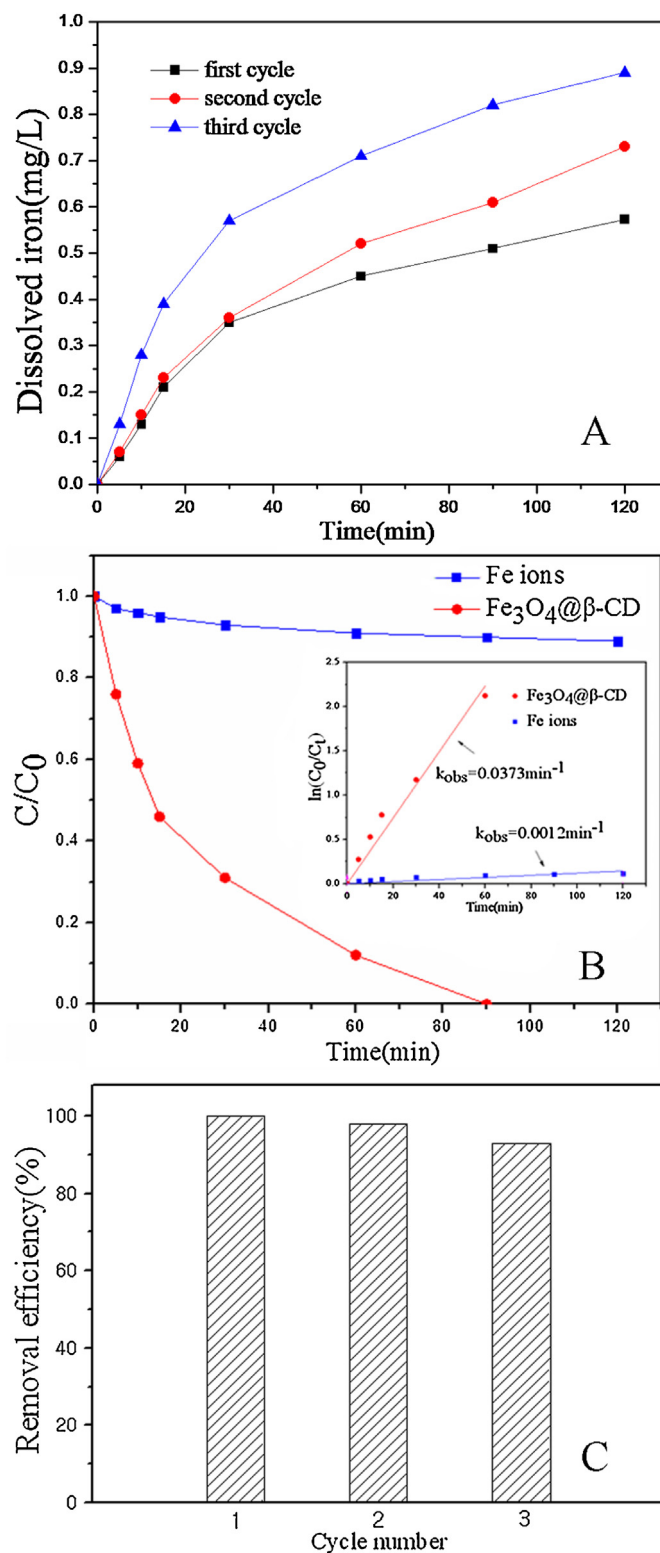 1.0
0.9
0.8
0.7
0.6
0.5
0.4
0.3
0.2
0.1
0.0
Dissolved iron(mg/L)
first cycle
second cycle
third cycle
A
0 20 40 60 80 100 120
Time(min)
1.0
0.8
0.6
0.4
0.2
0.0
C/C0
Fe ions
Fe3O4@β-CD
2.5
2.0
1.5
1.0
0.5
0.0
ln(C0/Ct)
Fe3O4@β-CD
Fe ions
kobs=0.0373min-1
kobs=0.0012min-1
0 20 40 60 80 100 120
Time(min)
B
0 20 40 60 80 100 120
Time(min)
100
80
60
40
20
0
Removal efficiency(%)
C
1 2 3
Cycle number